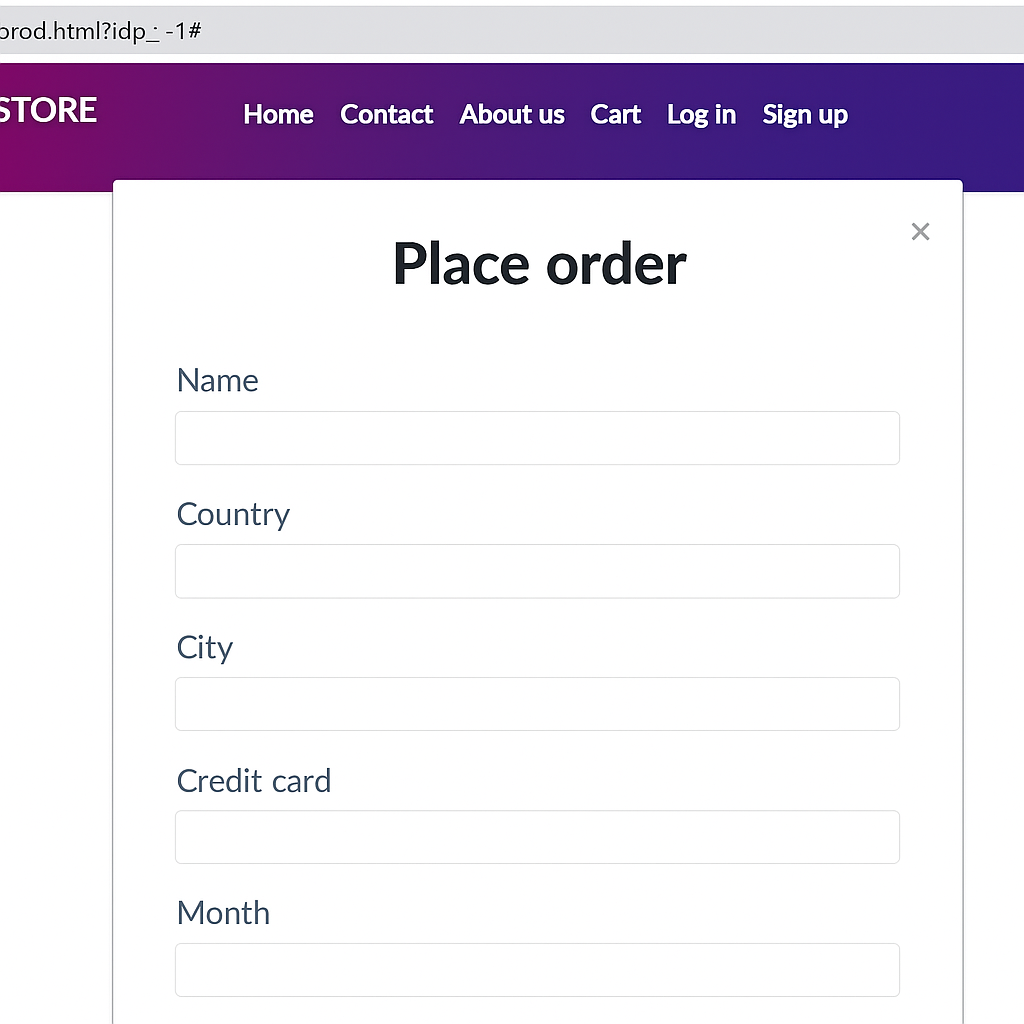 prod.html?idp_: -1#
STORE
Home Contact About us Cart Log in Sign up
×
Place order
Name
Country
City
Credit card
Month